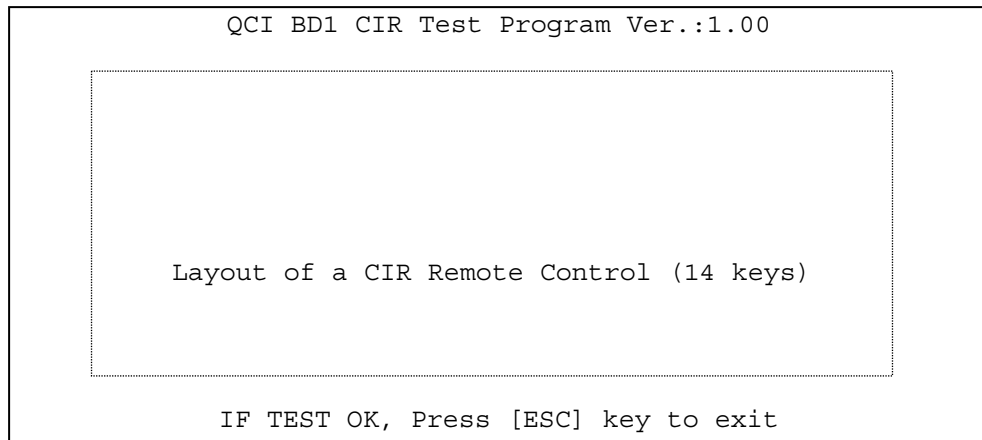 QCI BD1 CIR Test Program Ver.:1.00
Layout of a CIR Remote Control (14 keys)
IF TEST OK, Press [ESC] key to exit